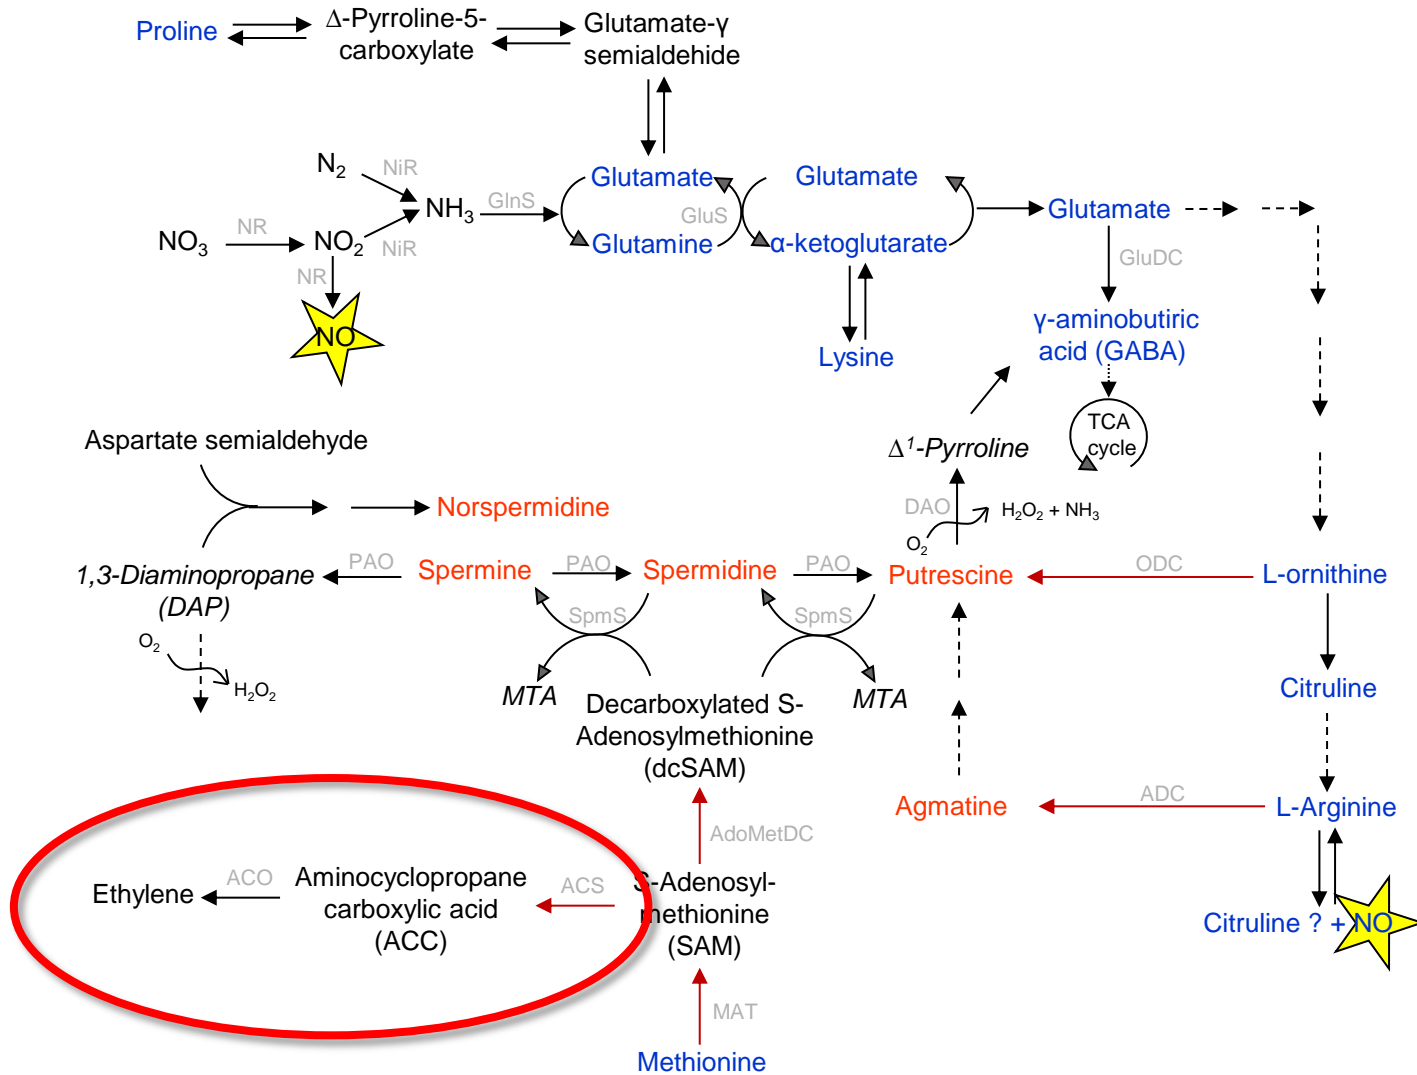 Proline
Δ-Pyrroline-5-
carboxylate
Glutamate-γ
semialdehide
N2
NiR
NH3
GlnS
NO3
NR
NO2
NiR
NR
NO
Glutamate
Glutamine
GluS
Glutamate
α-ketoglutarate
Lysine
Glutamate
GluDC
γ-aminobutiric
acid (GABA)
TCA
cycle
Δ1-Pyrroline
DAO
O2
H2O2 + NH3
Aspartate semialdehyde
Norspermidine
1,3-Diaminopropane
(DAP)
PAO
Spermine
PAO
Spermidine
PAO
Putrescine
ODC
L-ornithine
O2
H2O2
SpmS
SpmS
MTA
MTA
Decarboxylated S-
Adenosylmethionine
(dcSAM)
Citruline
Agmatine
ADC
L-Arginine
AdoMetDC
Ethylene
ACO
Aminocyclopropane
carboxylic acid
(ACC)
ACS
S-Adenosyl-
methionine
(SAM)
Citruline ? + NO
MAT
Methionine